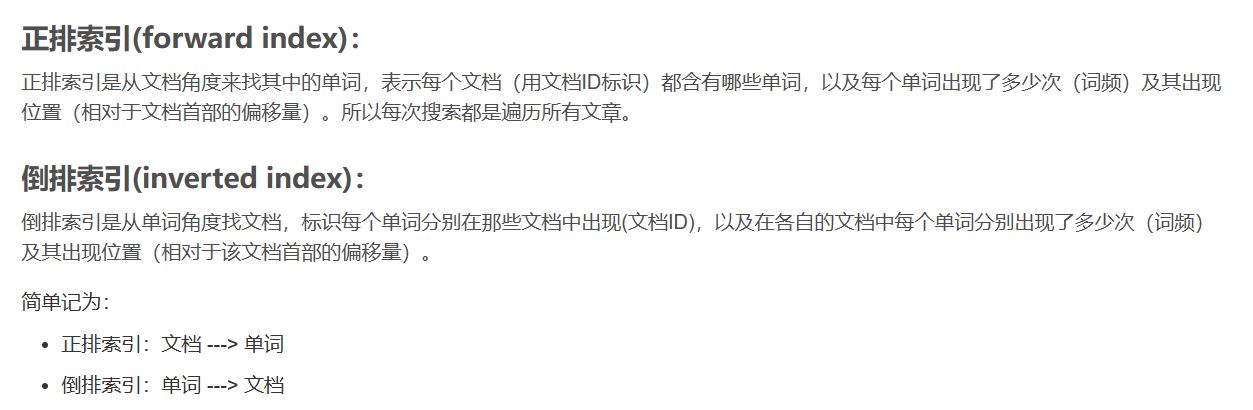 正排索引(forward index)：
正排索引是从文档角度来找其中的单词，表示每个文档（用文档ID标识）都含有哪些单词，以及每个单词出现了多少次（词频）及其出现
位置（相对于文档首部的偏移量）。所以每次搜索都是遍历所有文章。
倒排索引(inverted index)：
倒排索引是从单词角度找文档，标识每个单词分别在那些文档中出现(文档ID)，以及在各自的文档中每个单词分别出现了多少次（词频）
及其出现位置（相对于该文档首部的偏移量）。
简单记为：
• 正排索引：文档 ---> 单词
• 倒排索引：单词 ---> 文档